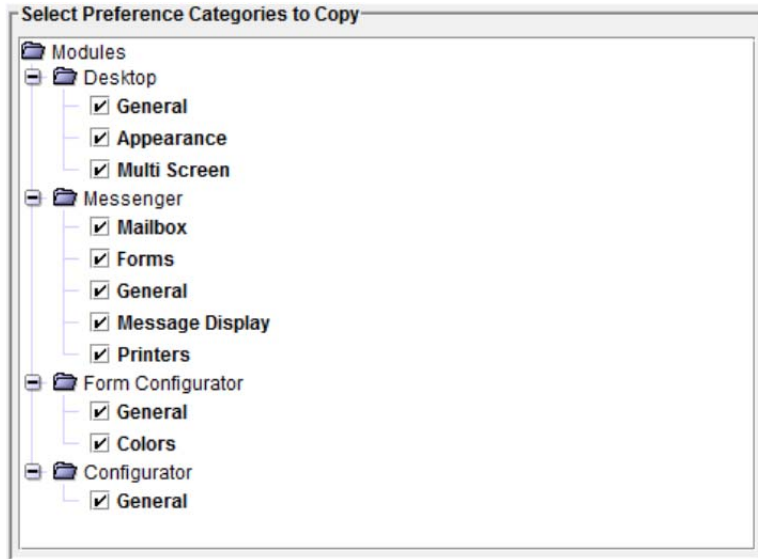 Select Preference Categories to Copy
Modules
Desktop
General
Appearance
Multi Screen
Messenger
Mailbox
Forms
General
Message Display
Printers
Form Configurator
General
Colors
Configurator
General